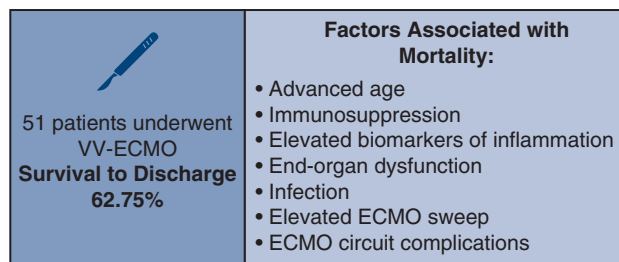 51 patients underwent
VV-ECMO
Survival to Discharge
62.75%
Factors Associated with
Mortality:
• Advanced age
• Immunosuppression
• Elevated biomarkers of inflammation
• End-organ dysfunction
• Infection
• Elevated ECMO sweep
• ECMO circuit complications